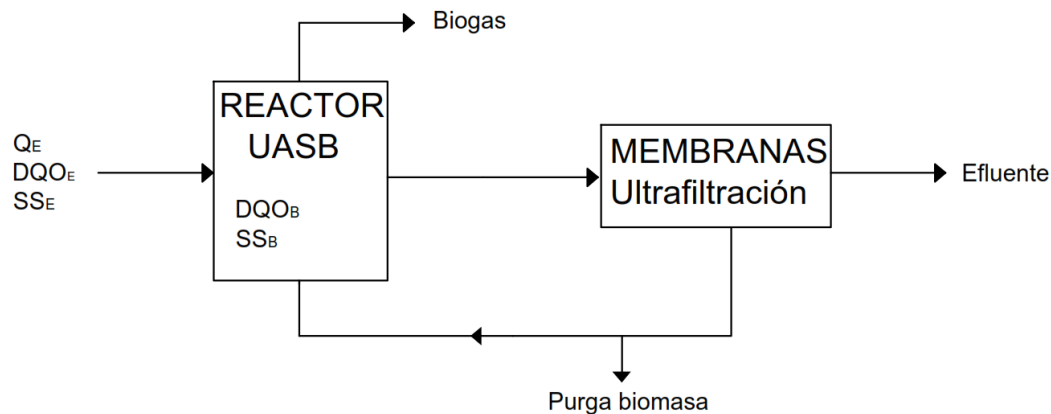 Biogas
REACTOR
UASB
QE
DQOE
SSE
DQOB
SSB
MEMBRANAS
Ultrafiltración
Efluente
Purga biomasa